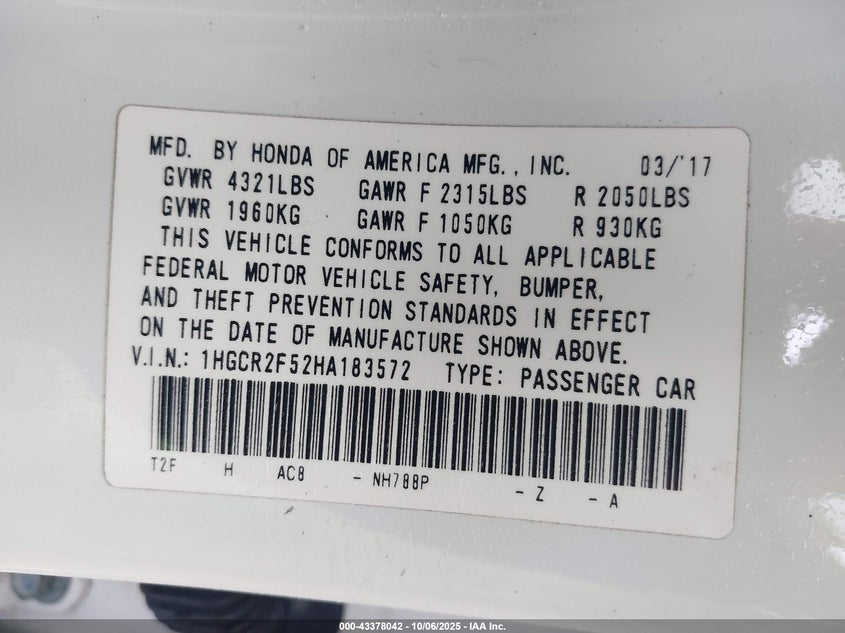 MFD. BY HONDA OF AMERICA MFG., INC. 03/'17
GVWR 4321LBS GAWR F 2315LBS R 2050LBS
GVWR 1960KG GAWR F 1050KG R 930KG
THIS VEHICLE CONFORMS TO ALL APPLICABLE
FEDERAL MOTOR VEHICLE SAFETY, BUMPER,
AND THEFT PREVENTION STANDARDS IN EFFECT
ON THE DATE OF MANUFACTURE SHOWN ABOVE.
V.I.N.: 1HGCR2F52HA183572 TYPE: PASSENGER CAR
T2F H AC8 - NH788P - Z - A
000-43378042 - 10/06/2025 - IAA Inc.